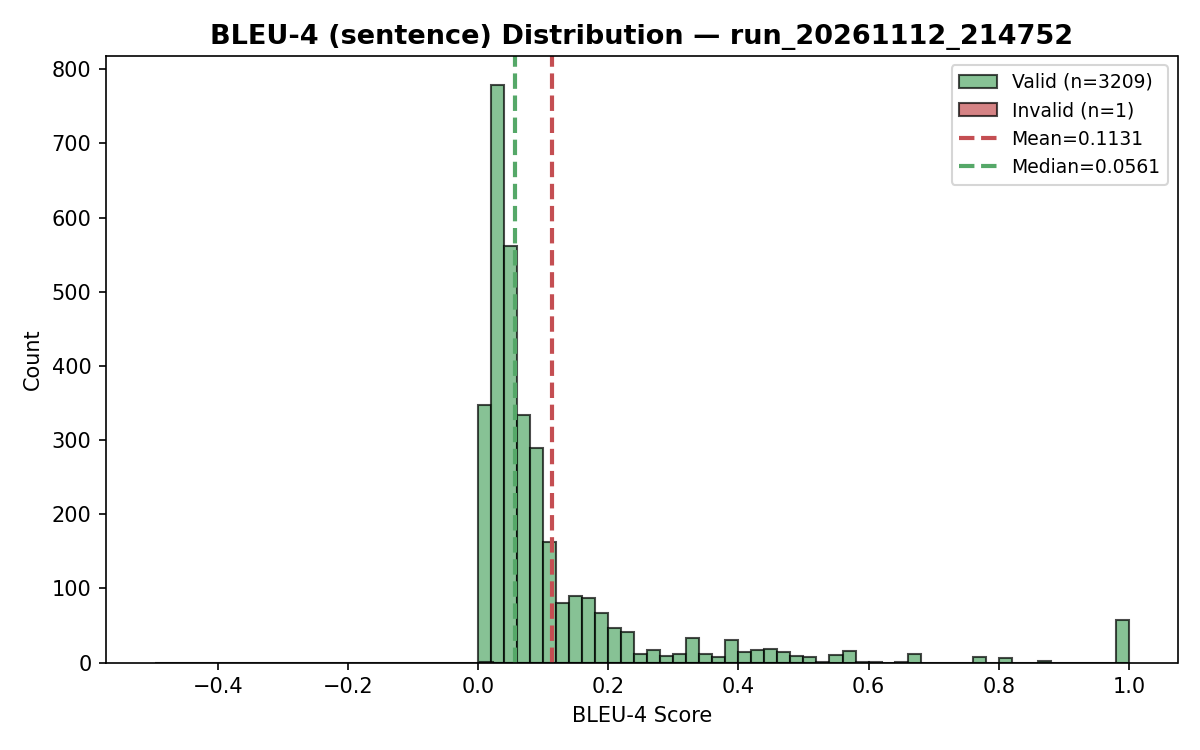 BLEU-4 (sentence) Distribution — run_20261112_214752
Valid (n=3209)
Invalid (n=1)
Mean=0.1131
Median=0.0561
800
700
600
500
400
300
200
100
0
Count
−0.4 −0.2 0.0 0.2 0.4 0.6 0.8 1.0
BLEU-4 Score